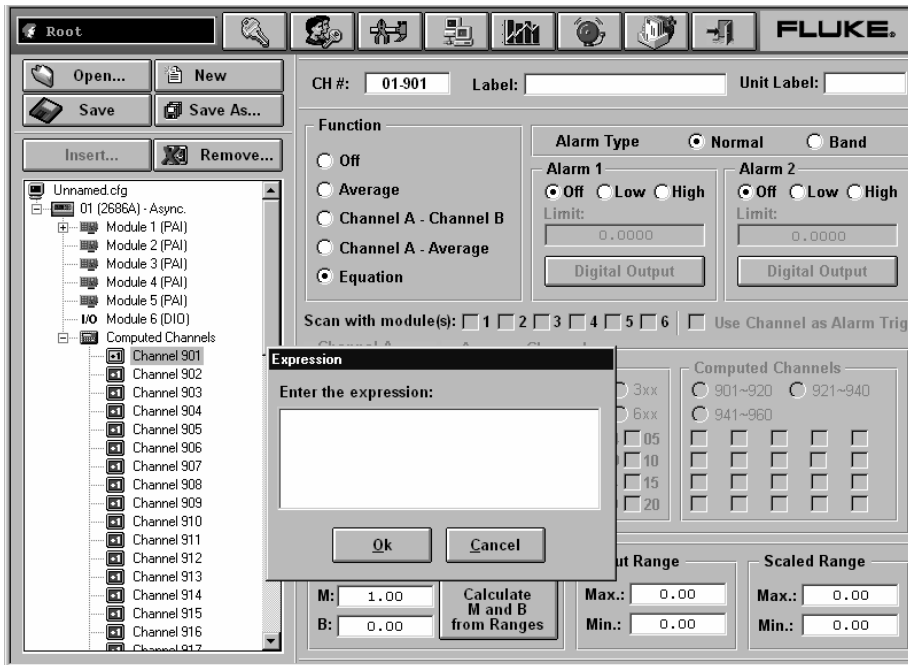 Root
FLUKE®
Open...
New
Save
Save As...
Insert...
Remove...
Unnamed.cfg
01 (2686A) - Async.
Module 1 (PAI)
Module 2 (PAI)
Module 3 (PAI)
Module 4 (PAI)
Module 5 (PAI)
I/O Module 6 (DIO)
Computed Channels
Channel 901
Channel 902
Channel 903
Channel 904
Channel 905
Channel 906
Channel 907
Channel 908
Channel 909
Channel 910
Channel 911
Channel 912
Channel 913
Channel 914
Channel 915
Channel 916
Channel 917
CH #: 01-901 Label: Unit Label:
Function
Off
Average
Channel A - Channel B
Channel A - Average
Equation
Alarm Type Normal Band
Alarm 1
Off Low High
Limit:
0.0000
Digital Output
Alarm 2
Off Low High
Limit:
0.0000
Digital Output
Scan with module(s): 1 2 3 4 5 6 Use Channel as Alarm Trig
Expression
Enter the expression:
Ok Cancel
3xx
6xx
05
10
15
20
Computed Channels
901~920 921~940
941~960
M: 1.00
B: 0.00
Calculate
M and B
from Ranges
ut Range
Max.: 0.00
Min.: 0.00
Scaled Range
Max.: 0.00
Min.: 0.00